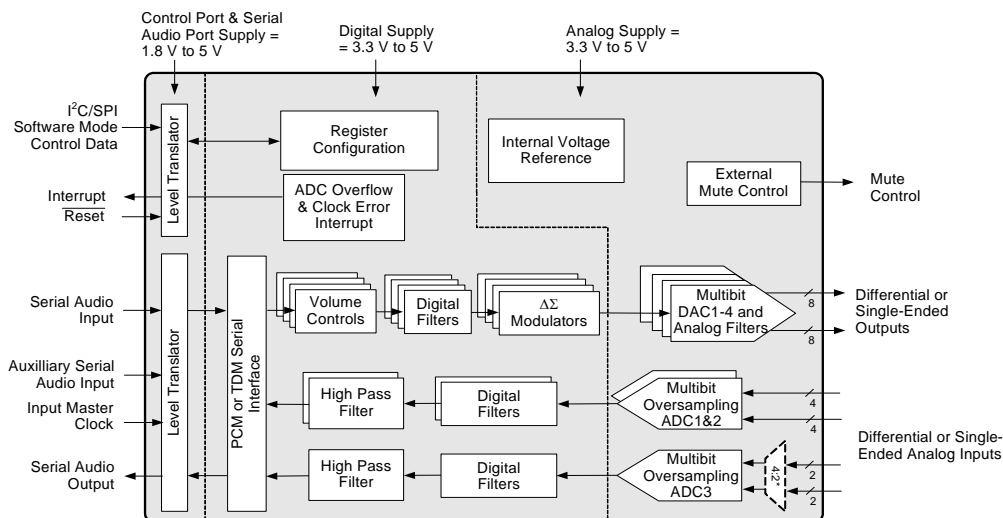 Control Port & Serial
Audio Port Supply =
1.8 V to 5 V
Digital Supply
= 3.3 V to 5 V
Analog Supply =
3.3 V to 5 V
I²C/SPI
Software Mode
Control Data
Interrupt
Reset
Level Translator
Register
Configuration
ADC Overflow
& Clock Error
Interrupt
Internal Voltage
Reference
External
Mute Control
Mute
Control
Serial Audio
Input
Auxilliary Serial
Audio Input
Input Master
Clock
Serial Audio
Output
Level Translator
PCM or TDM Serial
Interface
Volume
Controls
Digital
Filters
ΔΣ
Modulators
Multibit
DAC1-4 and
Analog Filters
8
8
Differential or
Single-Ended
Outputs
High Pass
Filter
Digital
Filters
Multibit
Oversampling
ADC1&2
4
4
High Pass
Filter
Digital
Filters
Multibit
Oversampling
ADC3
4:2*
2
2
Differential or Single-
Ended Analog Inputs